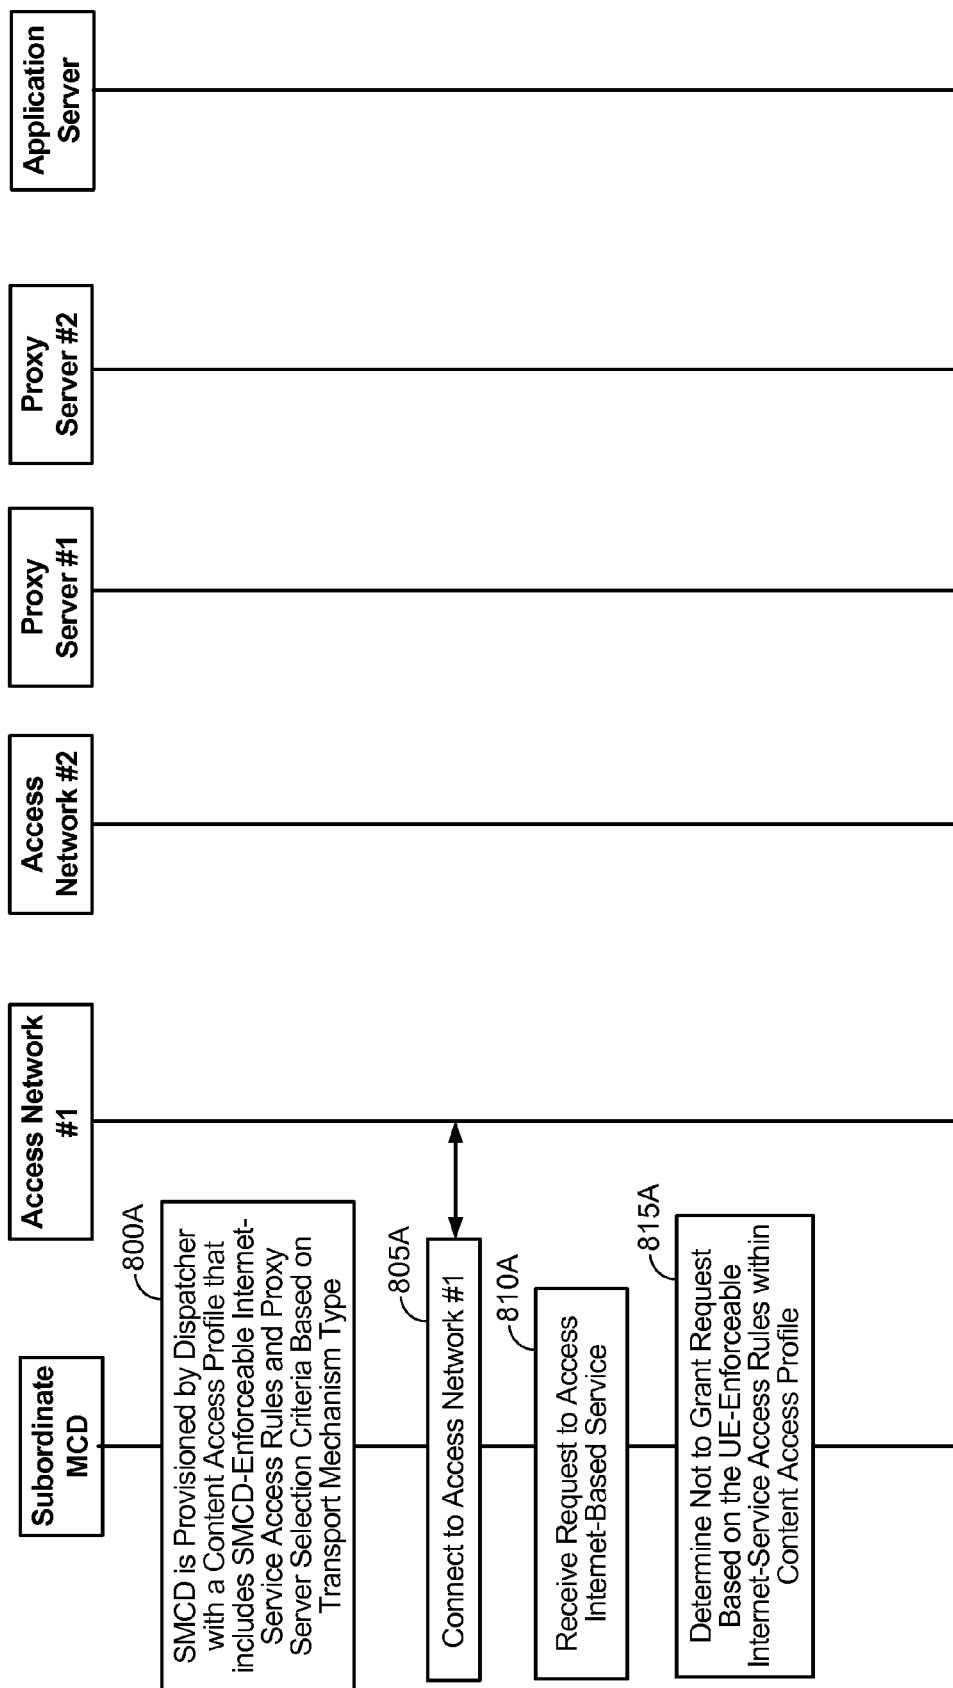 Subordinate
MCD
Access Network
#1
Access
Network #2
Proxy
Server #1
Proxy
Server #2
Application
Server
800A
SMCD is Provisioned by Dispatcher
with a Content Access Profile that
includes SMCD-Enforceable Internet-
Service Access Rules and Proxy
Server Selection Criteria Based on
Transport Mechanism Type
805A
Connect to Access Network #1
810A
Receive Request to Access
Internet-Based Service
815A
Determine Not to Grant Request
Based on the UE-Enforceable
Internet-Service Access Rules within
Content Access Profile